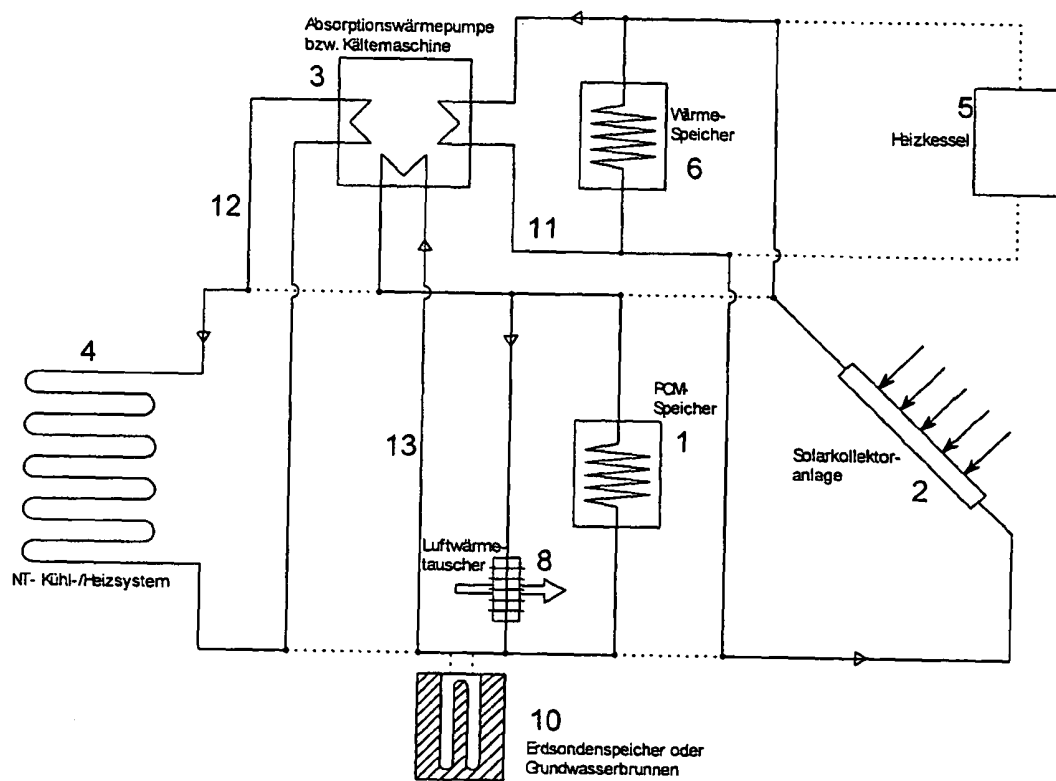 Absorptionswärmepumpe
bzw. Kältemaschine
3
Wärme-
Speicher
6
5
Heizkessel
12
11
4
PCM-
Speicher
1
13
Solarkollektor-
anlage
2
Luftwärme-
tauscher
8
NT- Kühl-/Heizsystem
10
Erdsondenspeicher oder
Grundwasserbrunnen